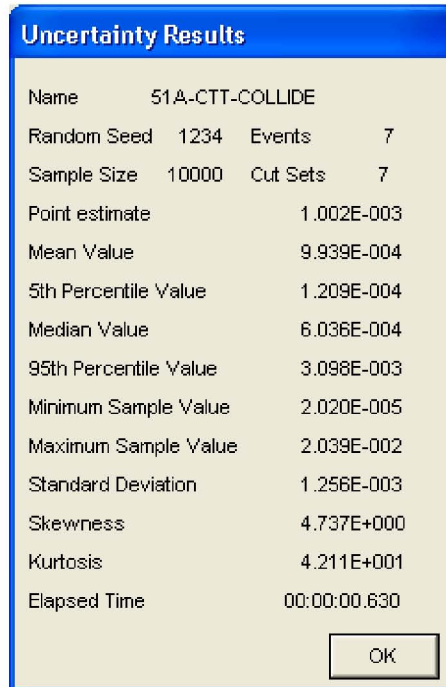 Uncertainty Results
Name 51A-CTT-COLLIDE
Random Seed 1234 Events 7
Sample Size 10000 Cut Sets 7
Point estimate 1.002E-003
Mean Value 9.939E-004
5th Percentile Value 1.209E-004
Median Value 6.036E-004
95th Percentile Value 3.098E-003
Minimum Sample Value 2.020E-005
Maximum Sample Value 2.039E-002
Standard Deviation 1.256E-003
Skewness 4.737E+000
Kurtosis 4.211E+001
Elapsed Time 00:00:00.630
OK